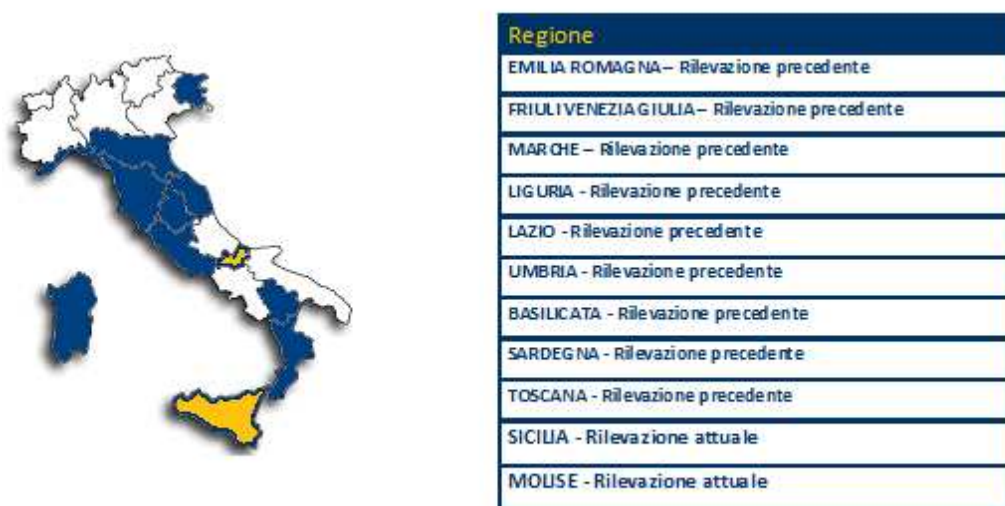 Regione
EMILIA ROMAGNA – Rilevazione precedente
FRIULI VENEZIA GIULIA – Rilevazione precedente
MARCHE – Rilevazione precedente
LIGURIA - Rilevazione precedente
LAZIO - Rilevazione precedente
UMBRIA - Rilevazione precedente
BASILICATA - Rilevazione precedente
SARDEGNA - Rilevazione precedente
TOSCANA - Rilevazione precedente
SICILIA - Rilevazione attuale
MOLISE - Rilevazione attuale